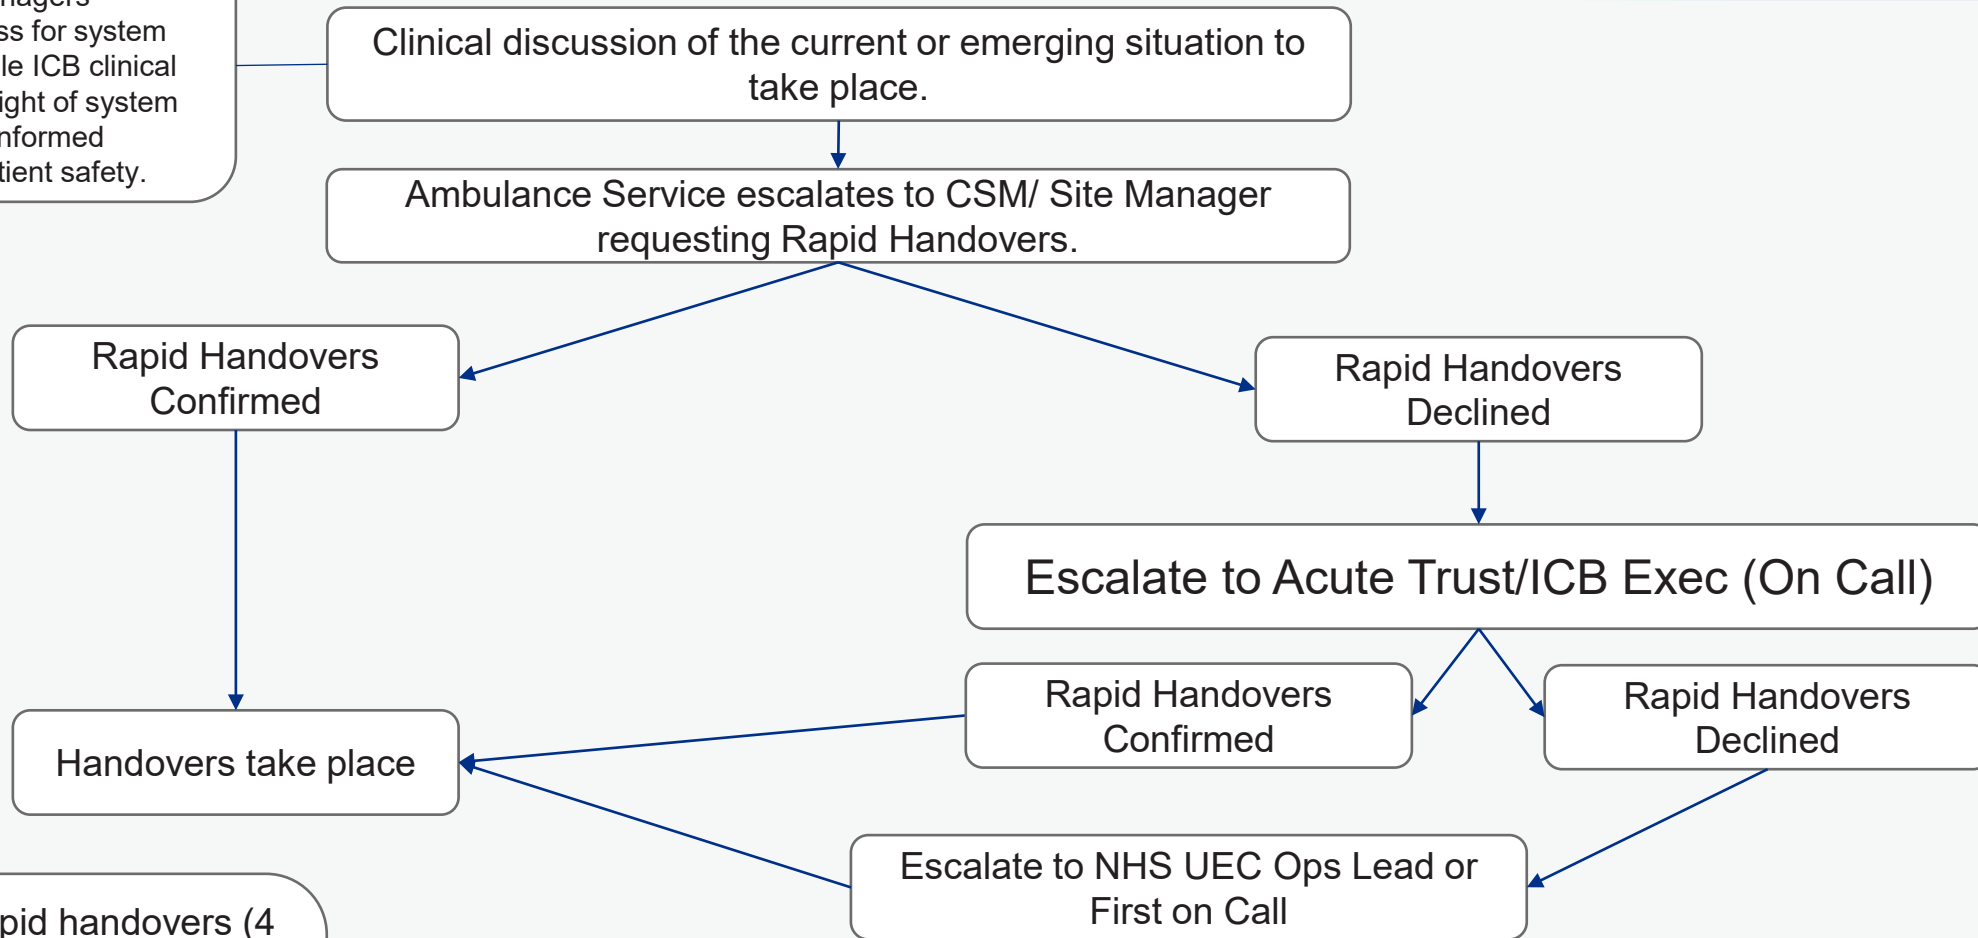 ss for system
le ICB clinical
ight of system
nformed
tient safety.
Clinical discussion of the current or emerging situation to
take place.
Ambulance Service escalates to CSM/ Site Manager
requesting Rapid Handovers.
Rapid Handovers
Confirmed
Rapid Handovers
Declined
Escalate to Acute Trust/ICB Exec (On Call)
Rapid Handovers
Confirmed
Rapid Handovers
Declined
Handovers take place
Escalate to NHS UEC Ops Lead or
First on Call
pid handovers (4